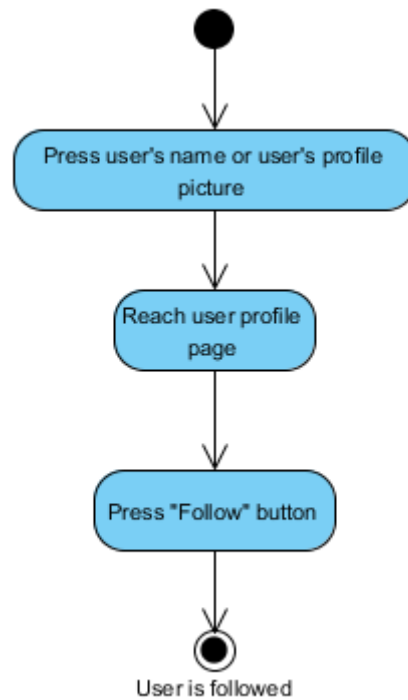 Press user's name or user's profile
picture
Reach user profile
page
Press "Follow" button
User is followed